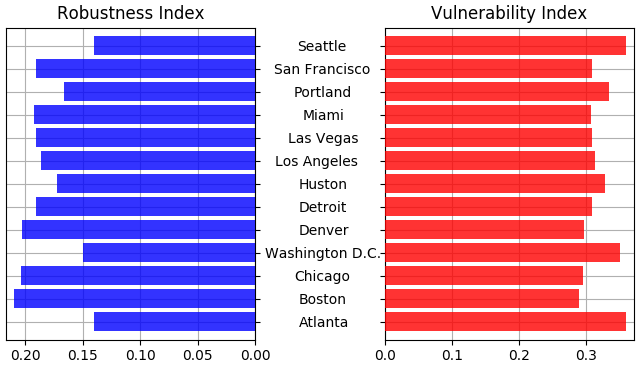 Robustness Index
Vulnerability Index
Seattle
San Francisco
Portland
Miami
Las Vegas
Los Angeles
Huston
Detroit
Denver
Washington D.C.
Chicago
Boston
Atlanta
0.20 0.15 0.10 0.05 0.00
0.0 0.1 0.2 0.3